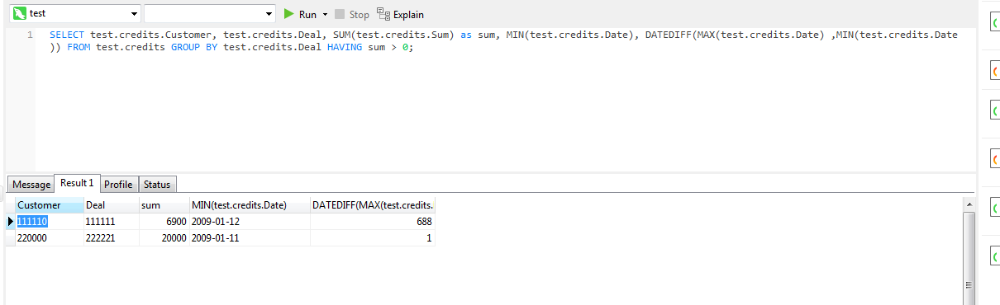 test
Run
Stop
Explain
1
SELECT test.credits.Customer, test.credits.Deal, SUM(test.credits.Sum) as sum, MIN(test.credits.Date), DATEDIFF(MAX(test.credits.Date) ,MIN(test.credits.Date
)) FROM test.credits GROUP BY test.credits.Deal HAVING sum > 0;
Message Result 1 Profile Status
Customer Deal sum MIN(test.credits.Date) DATEDIFF(MAX(test.credits.
111110 111111 6900 2009-01-12 688
220000 222221 20000 2009-01-11 1